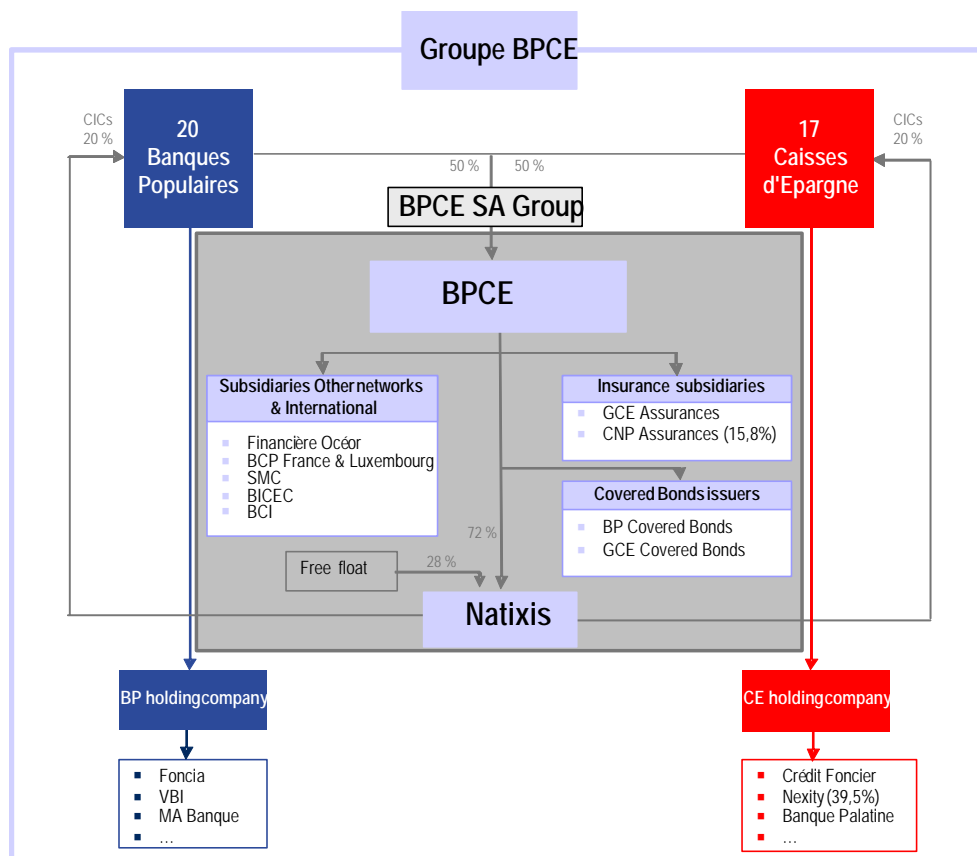 Groupe BPCE
CICs
20 %
20
Banques
Populaires
50 %
50 %
17
Caisses
d'Epargne
CICs
20 %
BPCE SA Group
BPCE
Subsidiaries Other networks
& International
Financière Océor
BCP France & Luxembourg
SMC
BICEC
BCI
Insurance subsidiaries
GCE Assurances
CNP Assurances (15,8%)
Covered Bonds issuers
BP Covered Bonds
GCE Covered Bonds
72 %
Free float
28 %
Natixis
BP holding company
Foncia
VBI
MA Banque
...
CE holding company
Crédit Foncier
Nexity (39,5%)
Banque Palatine
...